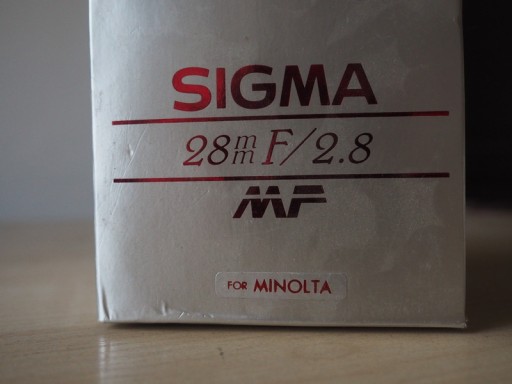 SIGMA
28mm F/2.8
MF
FOR MINOLTA